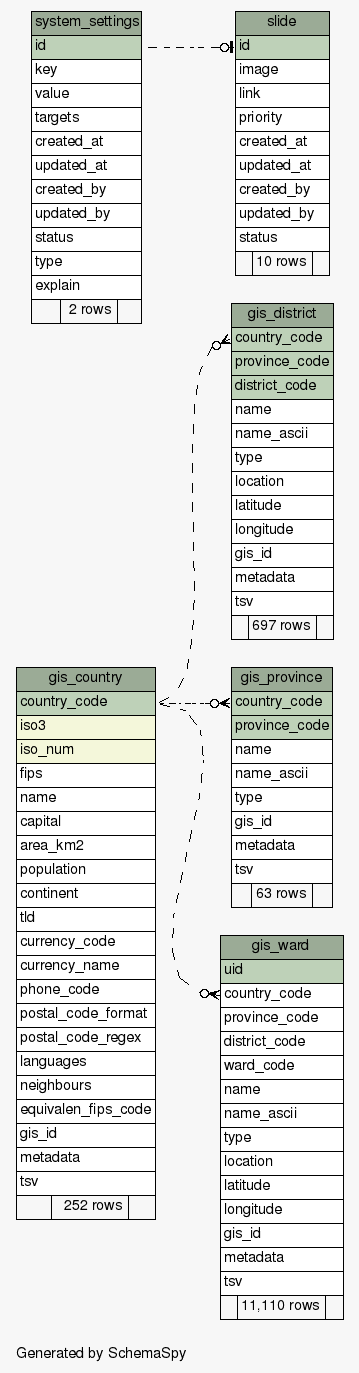 system_settings
id
key
value
targets
created_at
updated_at
created_by
updated_by
status
type
explain
2 rows
slide
id
image
link
priority
created_at
updated_at
created_by
updated_by
status
10 rows
gis_district
country_code
province_code
district_code
name
name_ascii
type
location
latitude
longitude
gis_id
metadata
tsv
697 rows
gis_country
country_code
iso3
iso_num
fips
name
capital
area_km2
population
continent
tld
currency_code
currency_name
phone_code
postal_code_format
postal_code_regex
languages
neighbours
equivalen_fips_code
gis_id
metadata
tsv
252 rows
gis_province
country_code
province_code
name
name_ascii
type
gis_id
metadata
tsv
63 rows
gis_ward
uid
country_code
province_code
district_code
ward_code
name
name_ascii
type
location
latitude
longitude
gis_id
metadata
tsv
11,110 rows
Generated by SchemaSpy